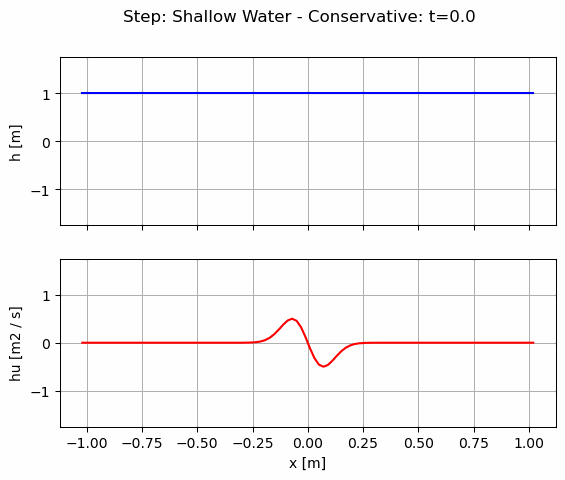 Step: Shallow Water - Conservative: t=0.0
1
0
−1
h [m]
1
0
−1
hu [m2 / s]
−1.00 −0.75 −0.50 −0.25 0.00 0.25 0.50 0.75 1.00
x [m]